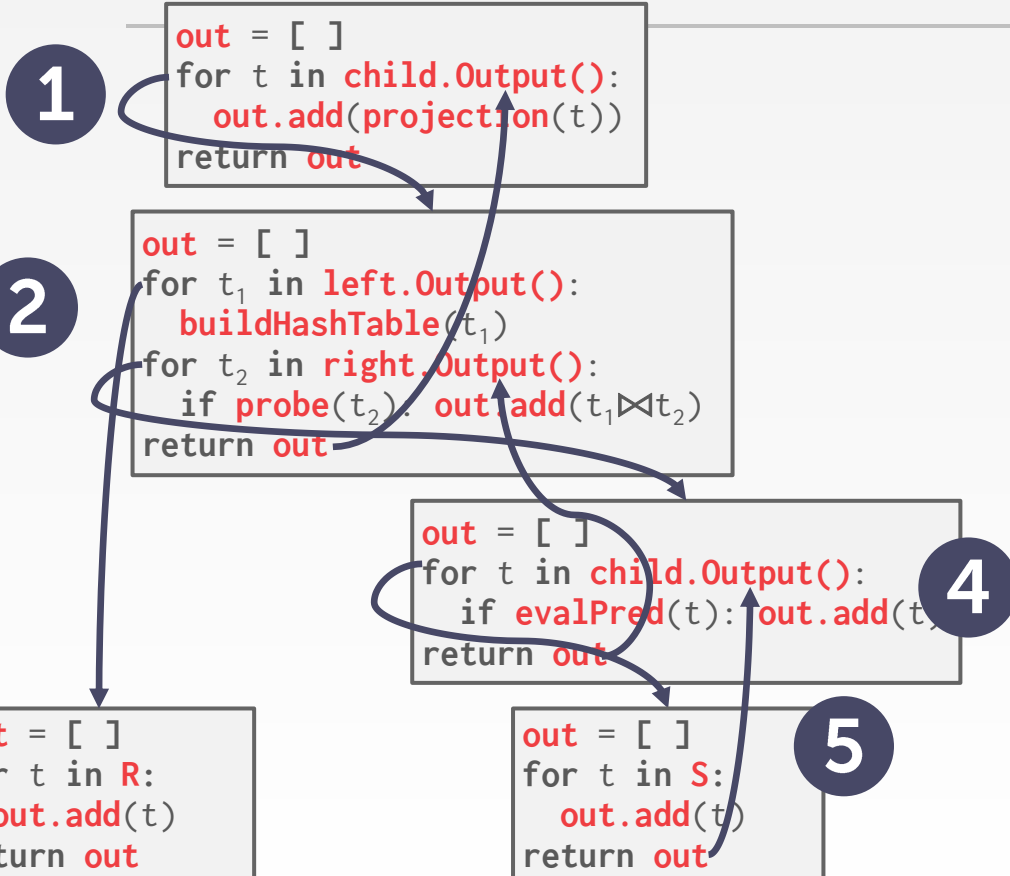 1
out = [ ]
for t in child.Output():
out.add(projection(t))
return out
2
out = [ ]
for t₁ in left.Output():
buildHashTable(t₁)
for t₂ in right.Output():
if probe(t₂): out.add(t₁⋈t₂)
return out
4
out = [ ]
for t in child.Output():
if evalPred(t): out.add(t
return out
t = [ ]
r t in R:
out.add(t)
turn out
5
out = [ ]
for t in S:
out.add(t)
return out